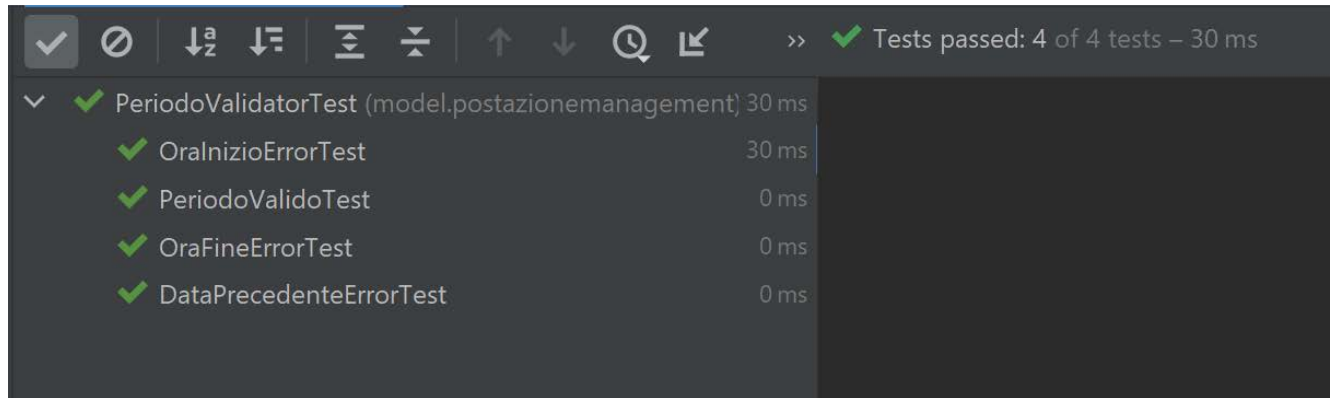 Tests passed: 4 of 4 tests – 30 ms
PeriodoValidatorTest (model.postazionemanagement) 30 ms
OraInizioErrorTest 30 ms
PeriodoValidoTest 0 ms
OraFineErrorTest 0 ms
DataPrecedenteErrorTest 0 ms